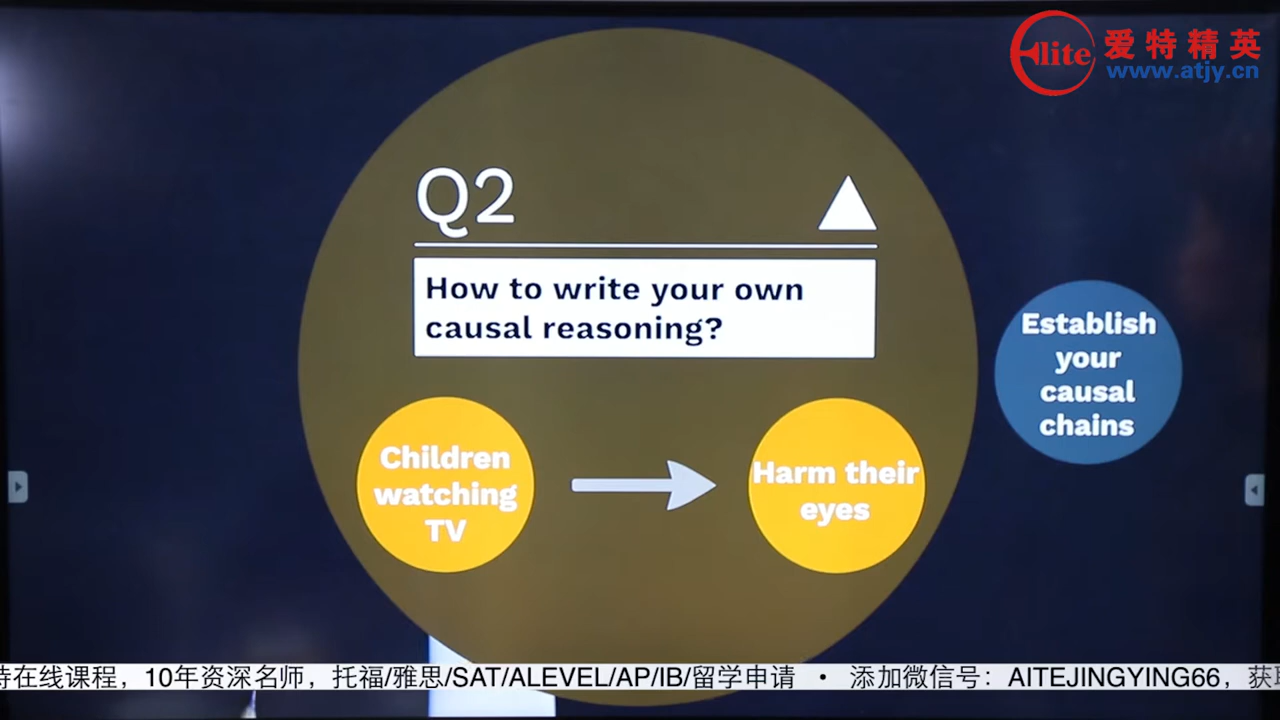 Elite
爱特精英
www.atjy.cn
Q2
How to write your own
causal reasoning?
Children
watching
TV
Harm their
eyes
Establish
your
causal
chains
特在线课程，10年资深名师，托福/雅思/SAT/ALEVEL/AP/IB/留学申请 • 添加微信号：AITEJINGYING66，获